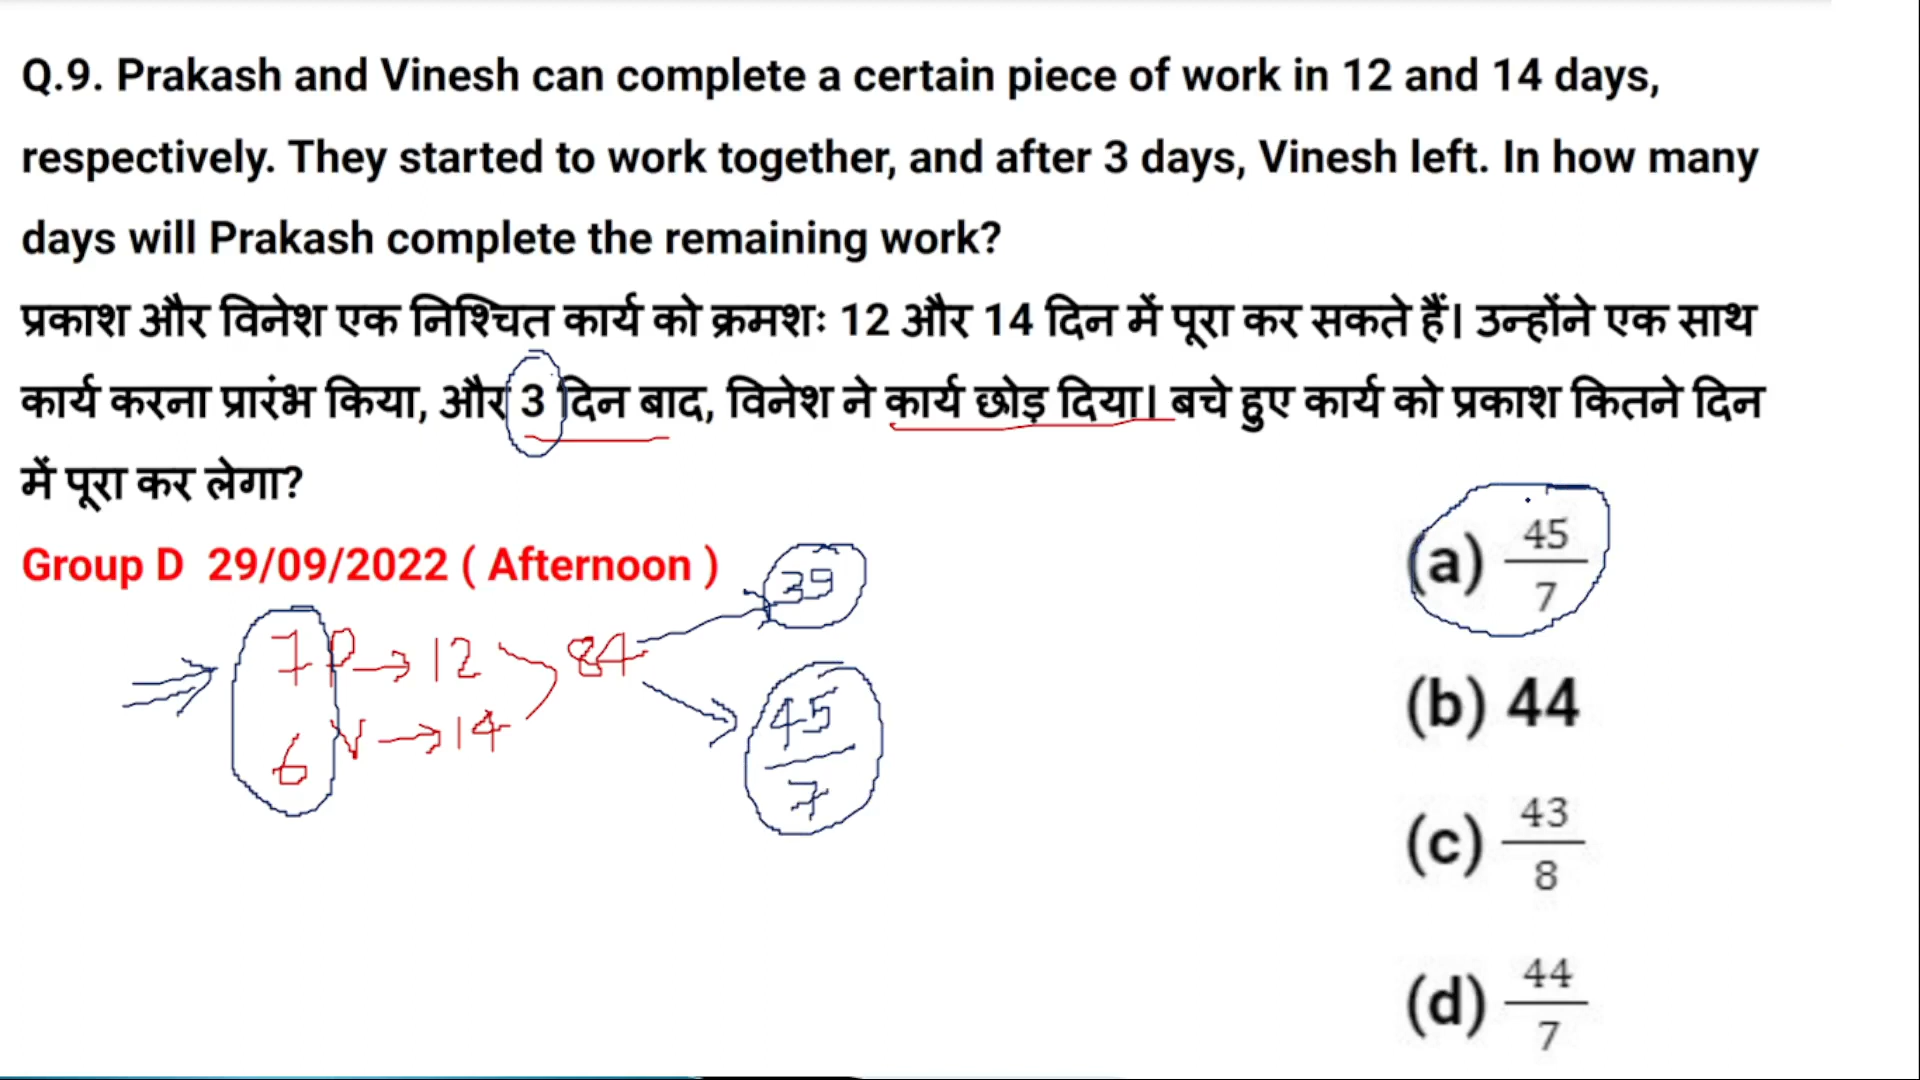 Q.9. Prakash and Vinesh can complete a certain piece of work in 12 and 14 days,
respectively. They started to work together, and after 3 days, Vinesh left. In how many
days will Prakash complete the remaining work?
प्रकाश और विनेश एक निश्चित कार्य को क्रमशः 12 और 14 दिन में पूरा कर सकते हैं। उन्होंने एक साथ
कार्य करना प्रारंभ किया, और 3 दिन बाद, विनेश ने कार्य छोड़ दिया। बचे हुए कार्य को प्रकाश कितने दिन
में पूरा कर लेगा?
Group D 29/09/2022 ( Afternoon )
39
7 P → 12 84
6 V → 14
45
7
(a) 45/7
(b) 44
(c) 43/8
(d) 44/7